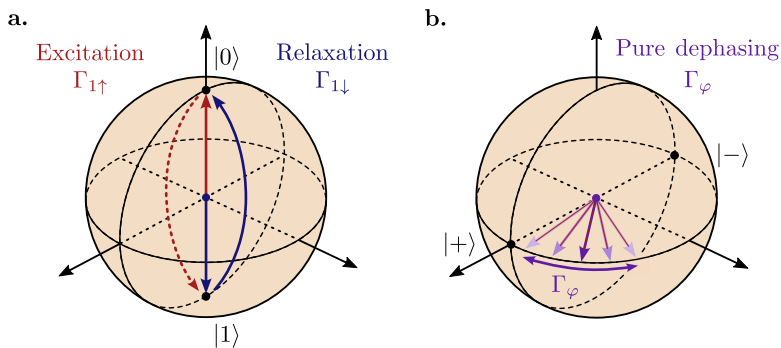 a.
Excitation
Γ₁↑
|0⟩
Relaxation
Γ₁↓
|1⟩
b.
Pure dephasing
Γφ
|−⟩
|+⟩
Γφ